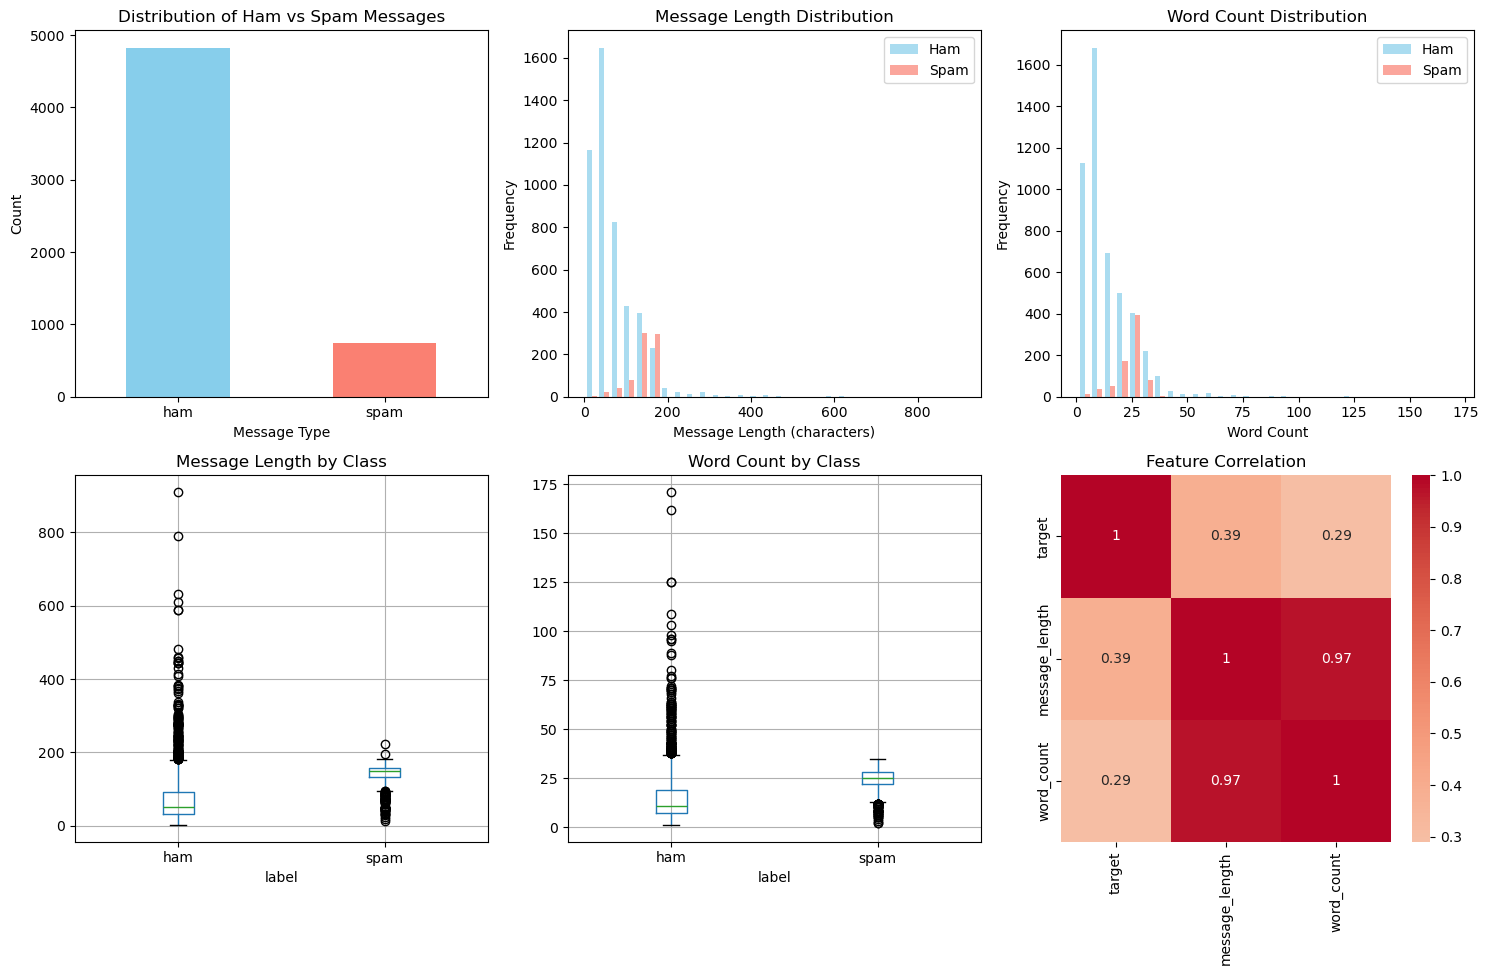 Distribution of Ham vs Spam Messages
5000
4000
3000
2000
1000
0
Count
ham spam
Message Type
Message Length Distribution
Ham
Spam
1600
1400
1200
1000
800
600
400
200
0
Frequency
0 200 400 600 800
Message Length (characters)
Word Count Distribution
Ham
Spam
1600
1400
1200
1000
800
600
400
200
0
Frequency
0 25 50 75 100 125 150 175
Word Count
Message Length by Class
800
600
400
200
0
ham spam
label
Word Count by Class
175
150
125
100
75
50
25
0
ham spam
label
Feature Correlation
target
message_length
word_count
1 0.39 0.29
0.39 1 0.97
0.29 0.97 1
target message_length word_count
1.0
0.9
0.8
0.7
0.6
0.5
0.4
0.3